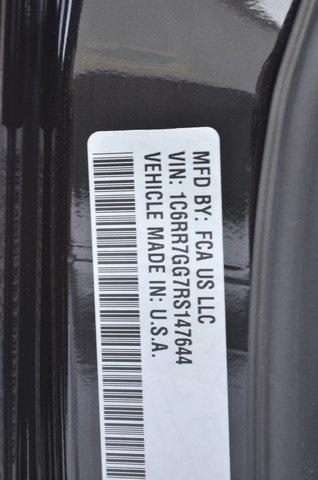 MFD BY: FCA US LLC
VIN: 1C6RR7GG7RS147644
VEHICLE MADE IN: U.S.A.